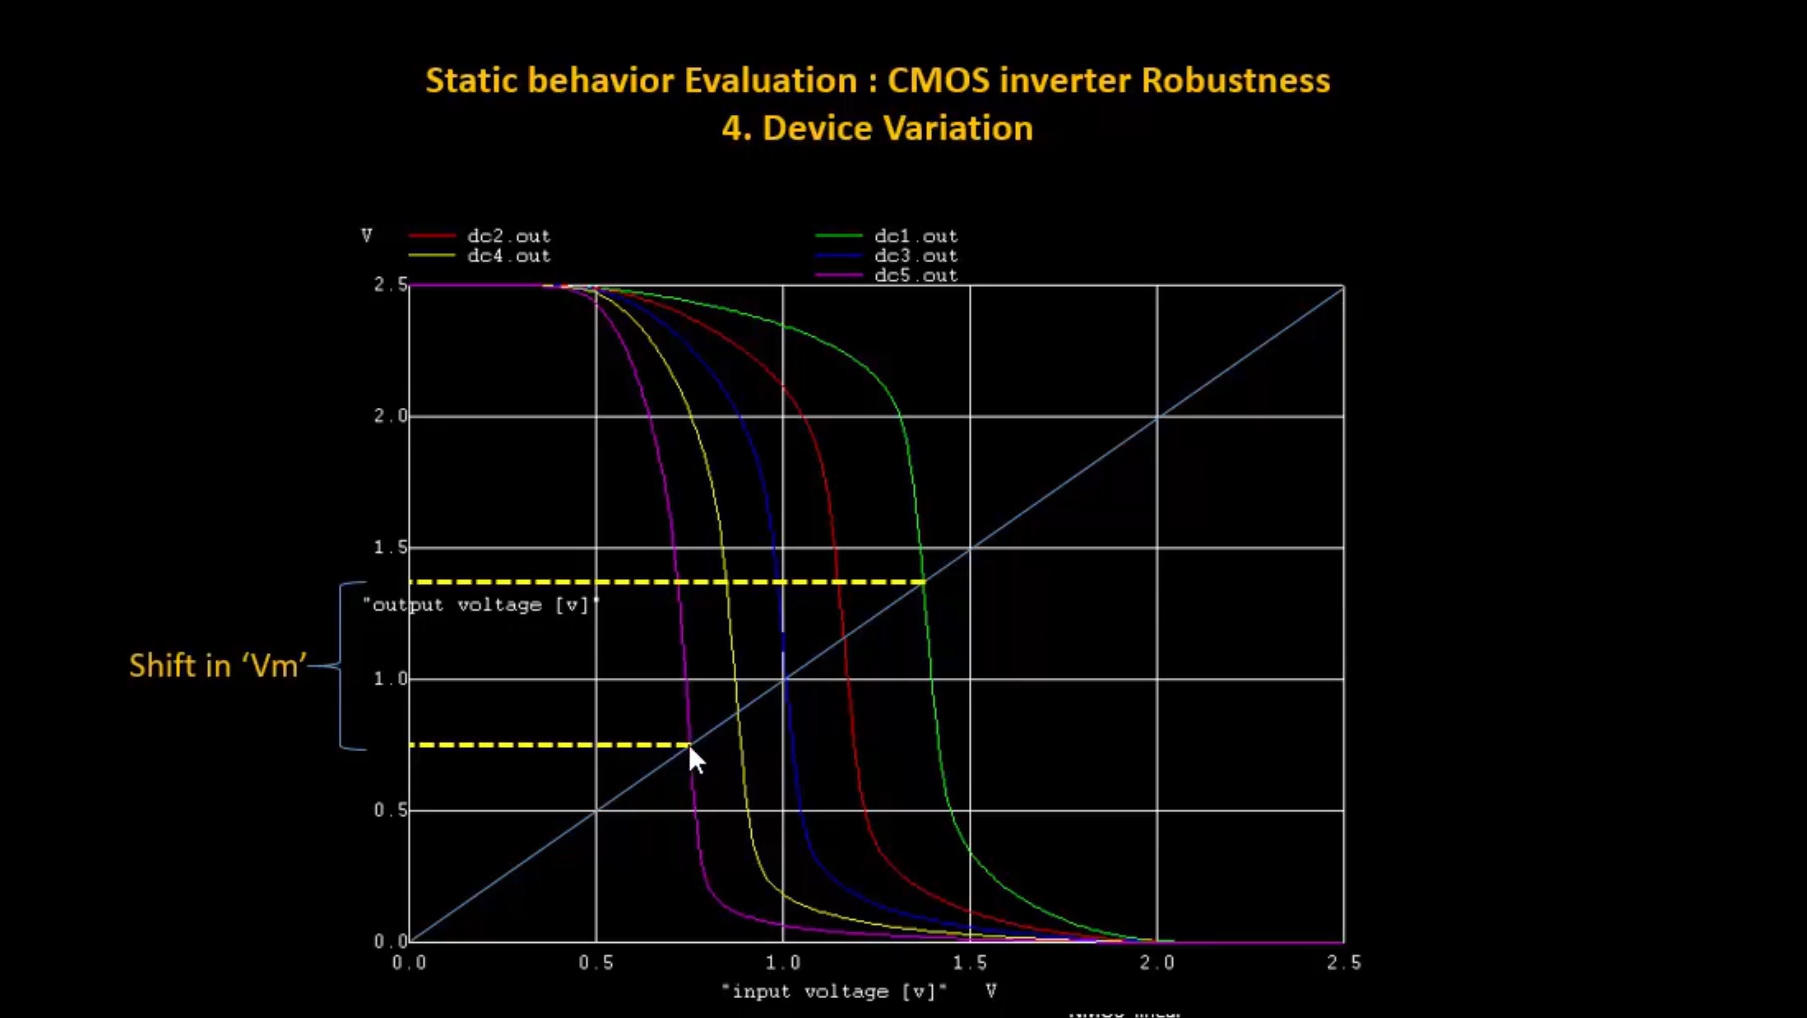 Static behavior Evaluation : CMOS inverter Robustness
4. Device Variation
V
dc2.out
dc1.out
dc4.out
dc3.out
dc5.out
2.5
2.0
1.5
"output voltage [v]"
Shift in ‘Vm’
1.0
0.5
0.0
0.0 0.5 1.0 1.5 2.0 2.5
"input voltage [v]" V
NMOS linear